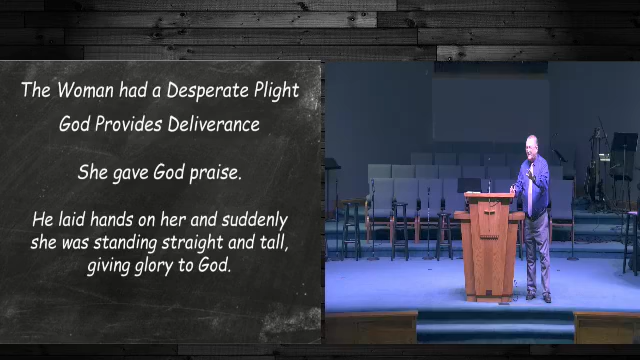 The Woman had a Desperate Plight
God Provides Deliverance
She gave God praise.
He laid hands on her and suddenly
she was standing straight and tall,
giving glory to God.